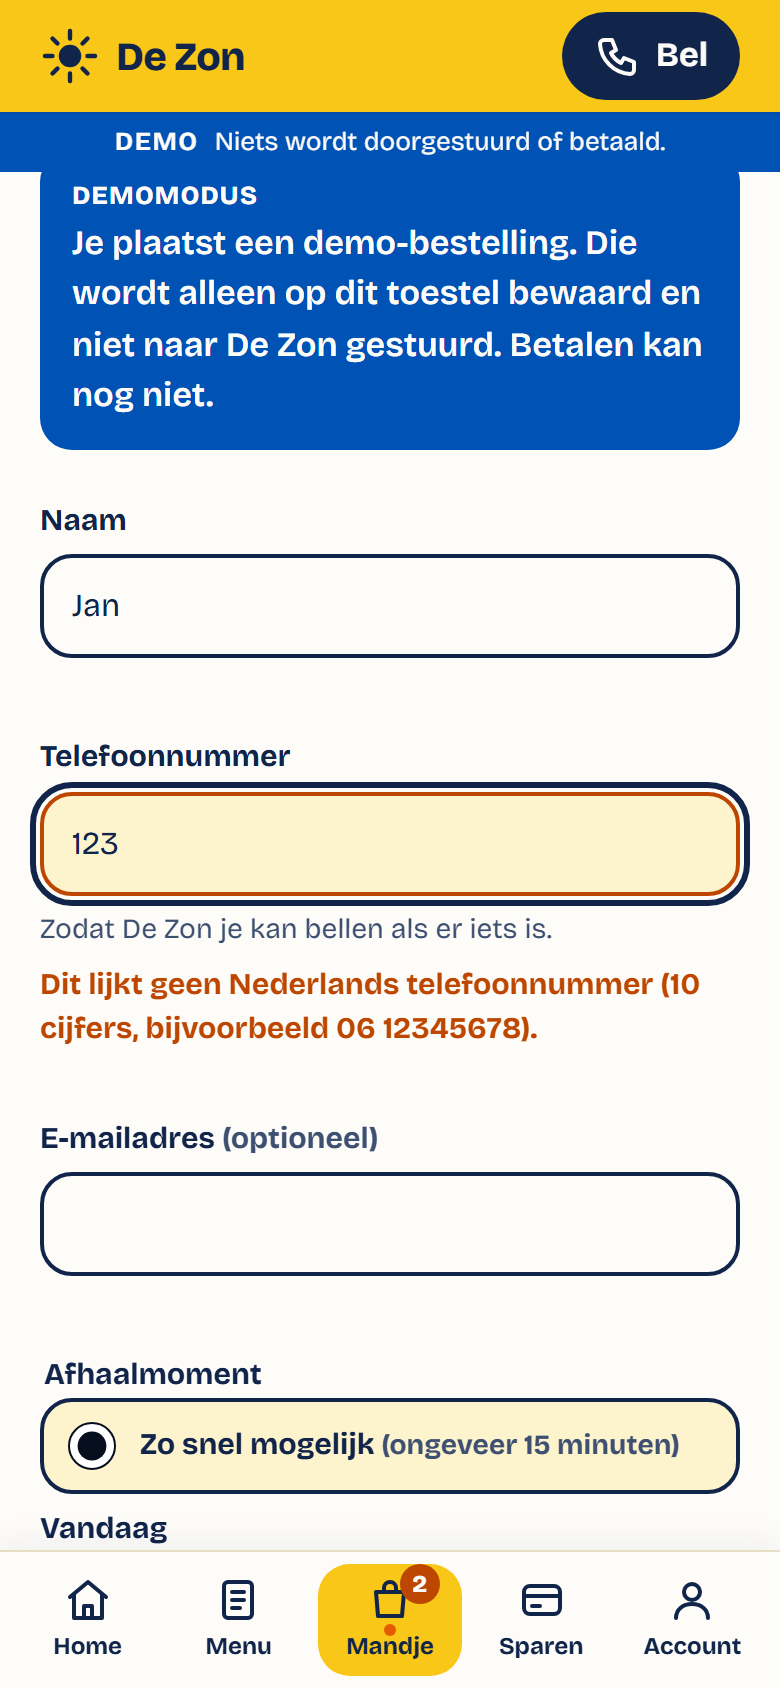 De Zon
Bel
DEMO Niets wordt doorgestuurd of betaald.
DEMOMODUS
Je plaatst een demo-bestelling. Die
wordt alleen op dit toestel bewaard en
niet naar De Zon gestuurd. Betalen kan
nog niet.
Naam
Jan
Telefoonnummer
123
Zodat De Zon je kan bellen als er iets is.
Dit lijkt geen Nederlands telefoonnummer (10
cijfers, bijvoorbeeld 06 12345678).
E-mailadres (optioneel)
Afhaalmoment
Zo snel mogelijk (ongeveer 15 minuten)
Vandaag
2
Home
Menu
Mandje
Sparen
Account